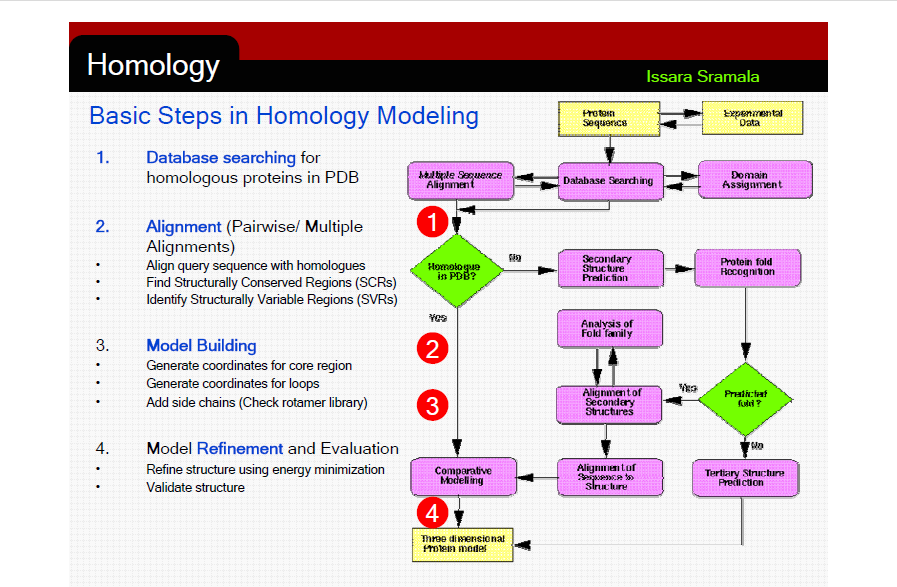 Homology
Issara Sramala
Basic Steps in Homology Modeling
1. Database searching for
homologous proteins in PDB
2. Alignment (Pairwise/ Multiple
Alignments)
• Align query sequence with homologues
• Find Structurally Conserved Regions (SCRs)
• Identify Structurally Variable Regions (SVRs)
3. Model Building
• Generate coordinates for core region
• Generate coordinates for loops
• Add side chains (Check rotamer library)
4. Model Refinement and Evaluation
• Refine structure using energy minimization
• Validate structure
Protein
Sequence
Experimental
Data
Multiple Sequence
Alignment
Database Searching
Domain
Assignment
1
Homologue
in PDB?
No
Secondary
Structure
Prediction
Protein fold
Recognition
Yes
2
Analysis of
Fold family
3
Alignment of
Secondary
Structures
Yes
Predicted
fold?
No
Comparative
Modelling
Alignment of
Sequence to
Structure
Tertiary Structure
Prediction
4
Three dimensional
Protein model